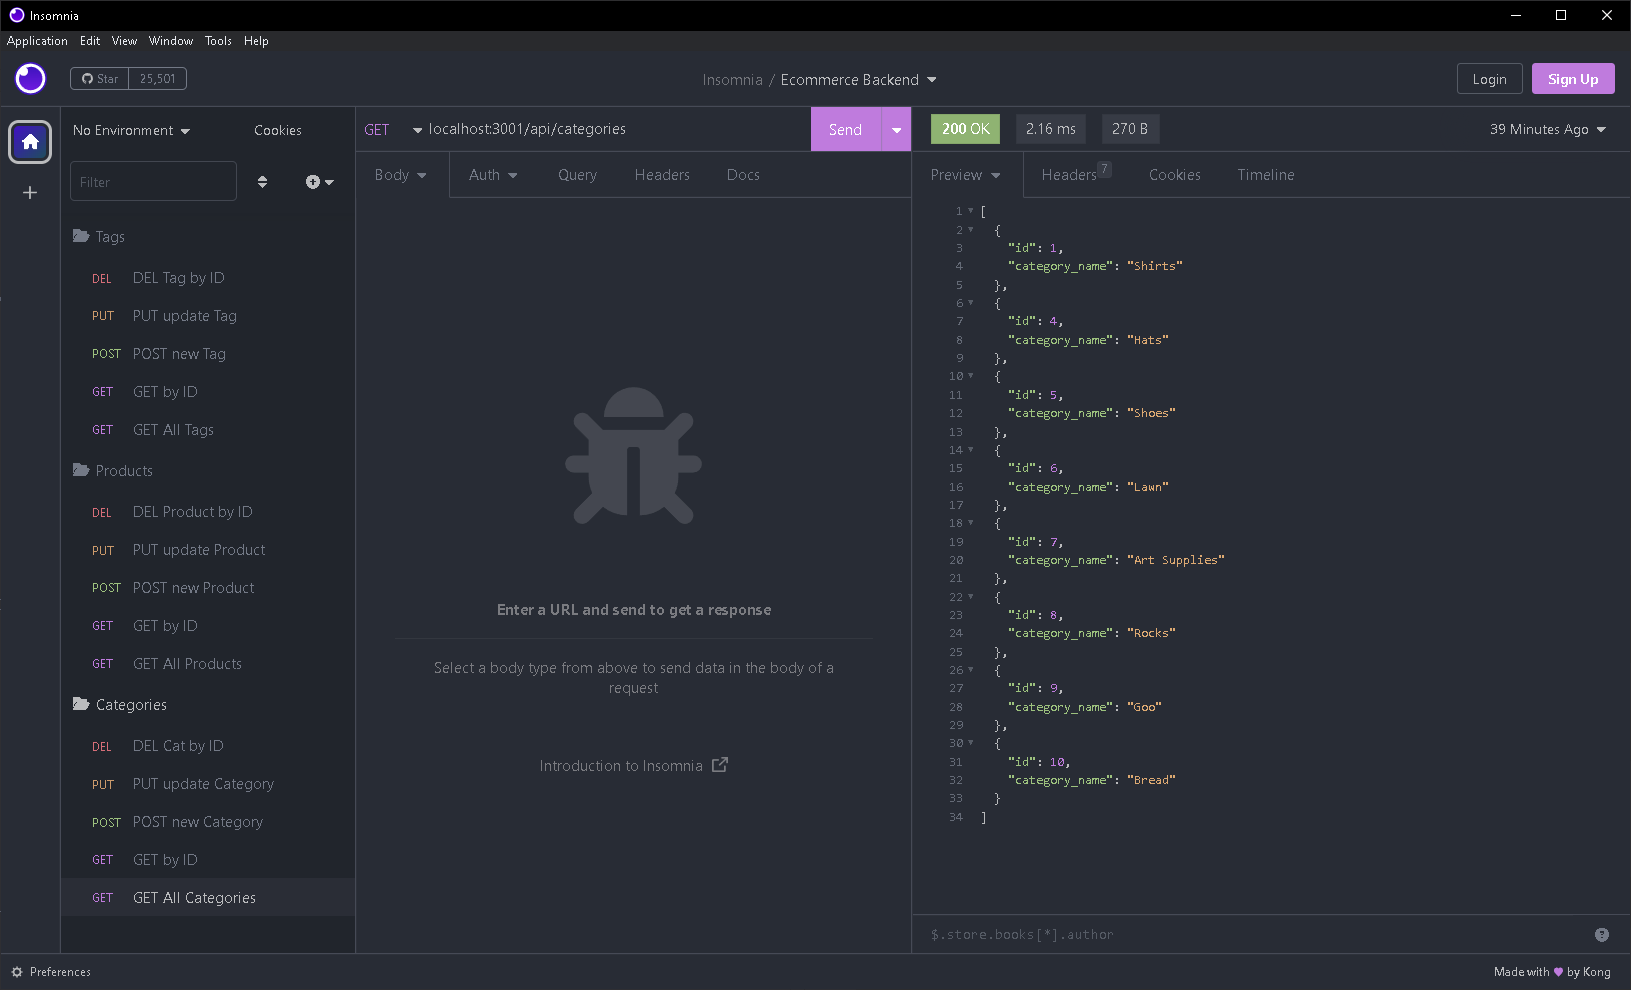 Insomnia
Application Edit View Window Tools Help
Star 25,501
Insomnia / Ecommerce Backend
Login Sign Up
No Environment Cookies
Filter
Tags
DEL DEL Tag by ID
PUT PUT update Tag
POST POST new Tag
GET GET by ID
GET GET All Tags
Products
DEL DEL Product by ID
PUT PUT update Product
POST POST new Product
GET GET by ID
GET GET All Products
Categories
DEL DEL Cat by ID
PUT PUT update Category
POST POST new Category
GET GET by ID
GET GET All Categories
GET localhost:3001/api/categories Send
Body Auth Query Headers Docs
Enter a URL and send to get a response
Select a body type from above to send data in the body of a
request
Introduction to Insomnia
200 OK 2.16 ms 270 B 39 Minutes Ago
Preview Headers 7 Cookies Timeline
1 [
2 {
3 "id": 1,
4 "category_name": "Shirts"
5 },
6 {
7 "id": 4,
8 "category_name": "Hats"
9 },
10 {
11 "id": 5,
12 "category_name": "Shoes"
13 },
14 {
15 "id": 6,
16 "category_name": "Lawn"
17 },
18 {
19 "id": 7,
20 "category_name": "Art Supplies"
21 },
22 {
23 "id": 8,
24 "category_name": "Rocks"
25 },
26 {
27 "id": 9,
28 "category_name": "Goo"
29 },
30 {
31 "id": 10,
32 "category_name": "Bread"
33 }
34 ]
$.store.books[*].author
Preferences
Made with ♥ by Kong